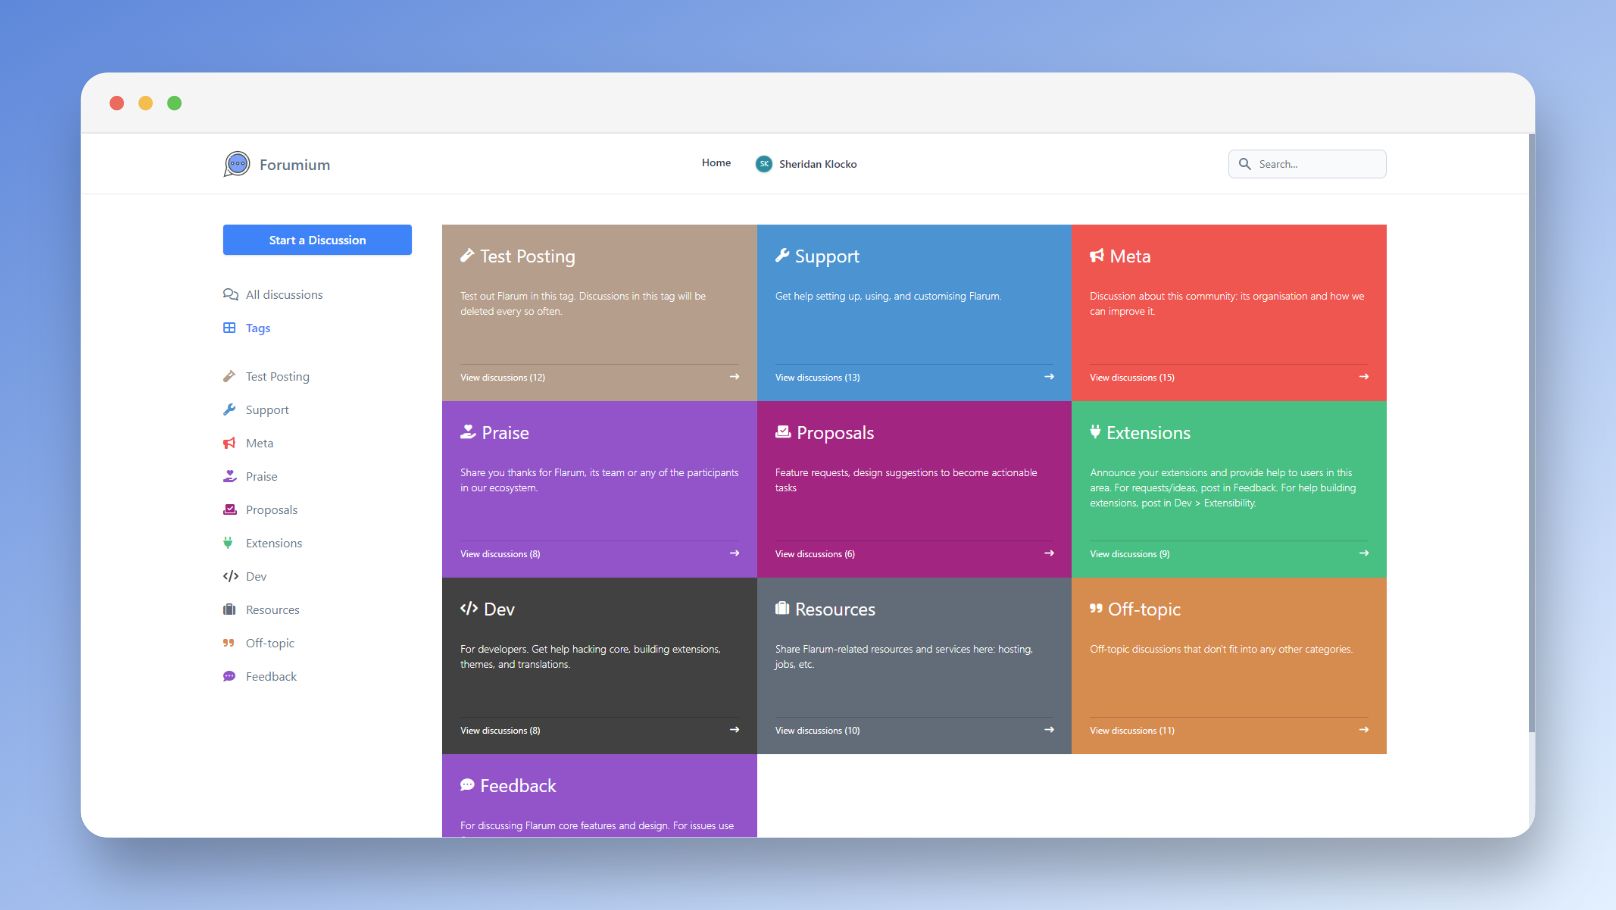 Forumium
Home
SK
Sheridan Klocko
Search...
Start a Discussion
All discussions
Tags
Test Posting
Support
Meta
Praise
Proposals
Extensions
Dev
Resources
Off-topic
Feedback
Test Posting
Test out Flarum in this tag. Discussions in this tag will be
deleted every so often.
View discussions (12)
Support
Get help setting up, using, and customising Flarum.
View discussions (13)
Meta
Discussion about this community: its organisation and how we
can improve it.
View discussions (15)
Praise
Share you thanks for Flarum, its team or any of the participants
in our ecosystem.
View discussions (8)
Proposals
Feature requests, design suggestions to become actionable
tasks
View discussions (6)
Extensions
Announce your extensions and provide help to users in this
area. For requests/ideas, post in Feedback. For help building
extensions, post in Dev > Extensibility.
View discussions (9)
Dev
For developers. Get help hacking core, building extensions,
themes, and translations.
View discussions (8)
Resources
Share Flarum-related resources and services here: hosting,
jobs, etc.
View discussions (10)
Off-topic
Off-topic discussions that don't fit into any other categories.
View discussions (11)
Feedback
For discussing Flarum core features and design. For issues use